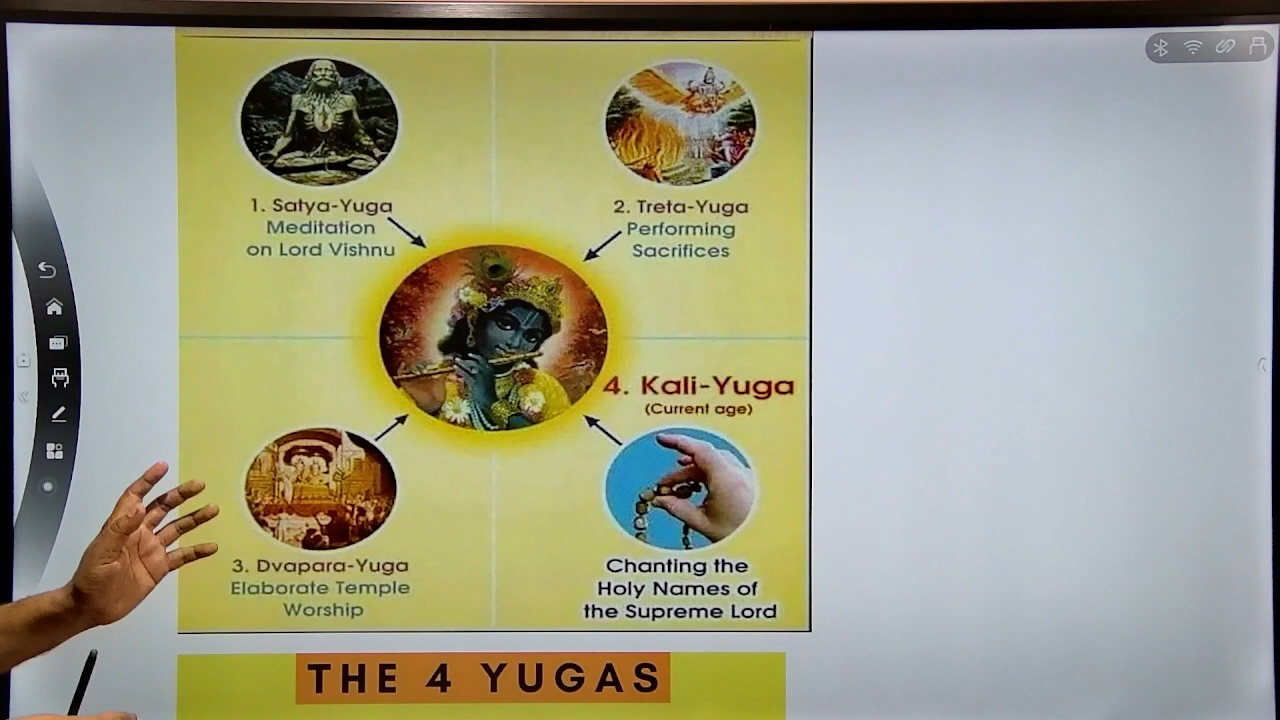 1. Satya-Yuga
Meditation
on Lord Vishnu
2. Treta-Yuga
Performing
Sacrifices
4. Kali-Yuga
(Current age)
3. Dvapara-Yuga
Elaborate Temple
Worship
Chanting the
Holy Names of
the Supreme Lord
THE 4 YUGAS